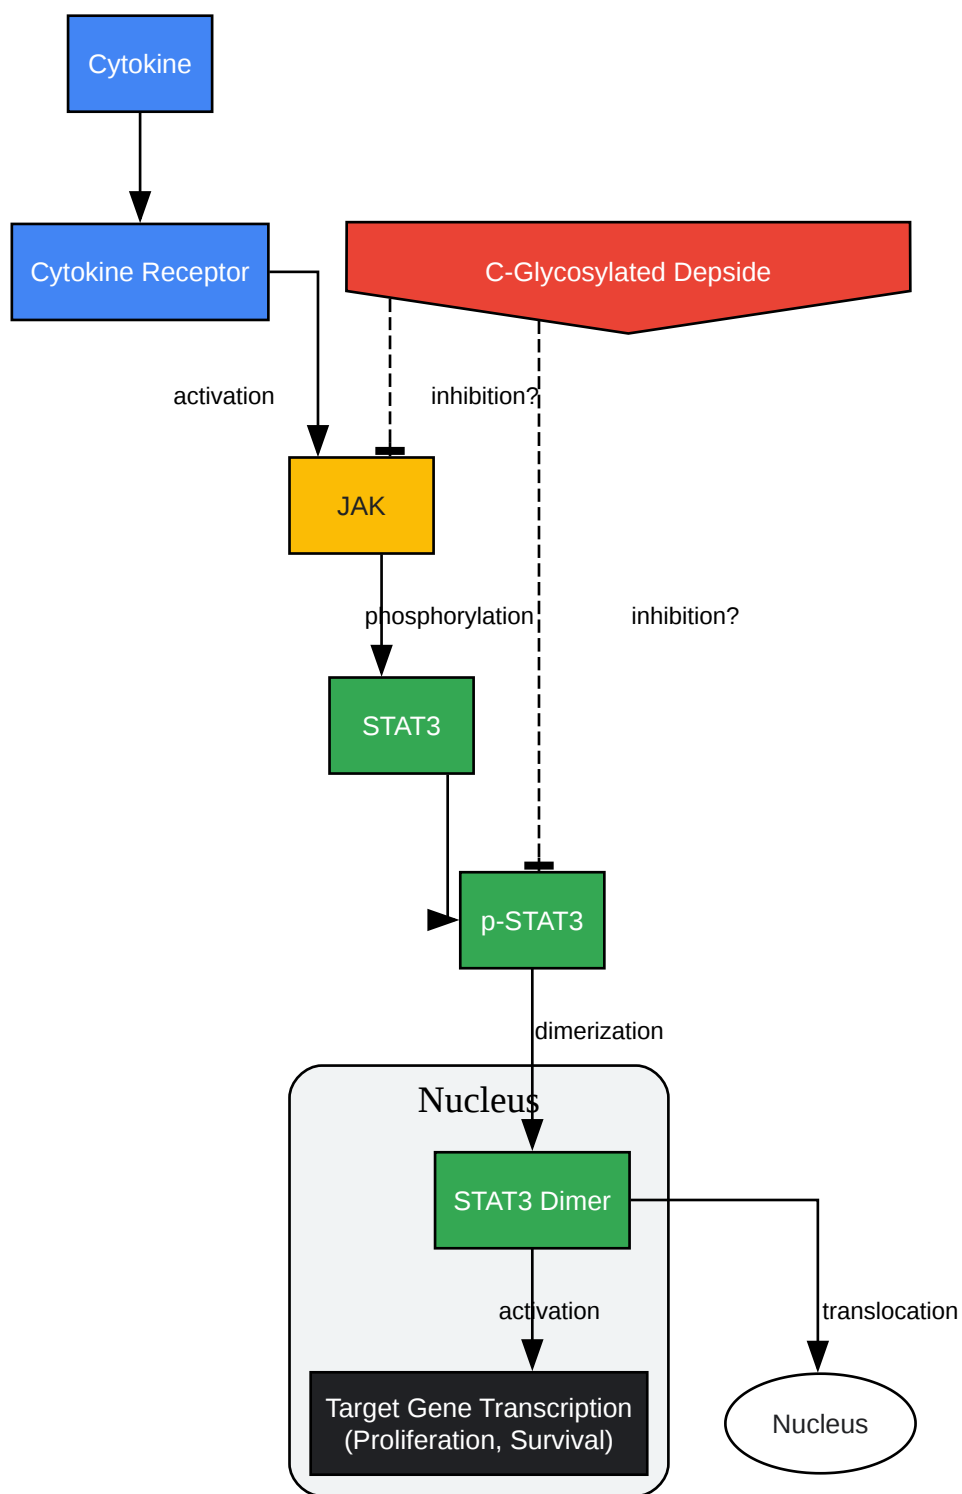 Cytokine
Cytokine Receptor
C-Glycosylated Depside
activation
inhibition?
JAK
phosphorylation
inhibition?
STAT3
p-STAT3
dimerization
Nucleus
STAT3 Dimer
activation
translocation
Target Gene Transcription
(Proliferation, Survival)
Nucleus